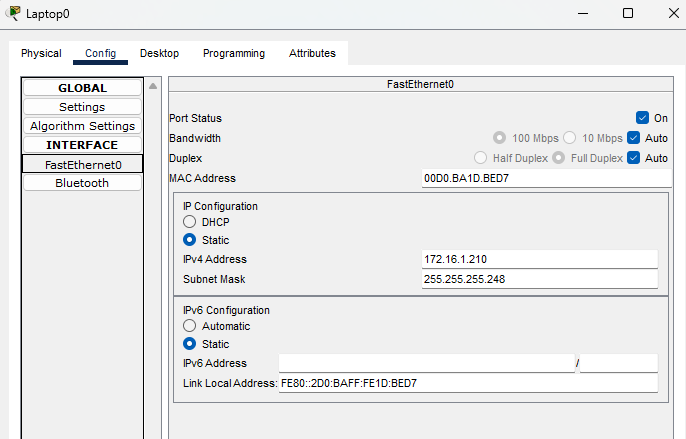 Laptop0
Physical Config Desktop Programming Attributes
GLOBAL
Settings
Algorithm Settings
INTERFACE
FastEthernet0
Bluetooth
FastEthernet0
Port Status On
Bandwidth 100 Mbps 10 Mbps Auto
Duplex Half Duplex Full Duplex Auto
MAC Address 00D0.BA1D.BED7
IP Configuration
DHCP
Static
IPv4 Address 172.16.1.210
Subnet Mask 255.255.255.248
IPv6 Configuration
Automatic
Static
IPv6 Address /
Link Local Address: FE80::2D0:BAFF:FE1D:BED7